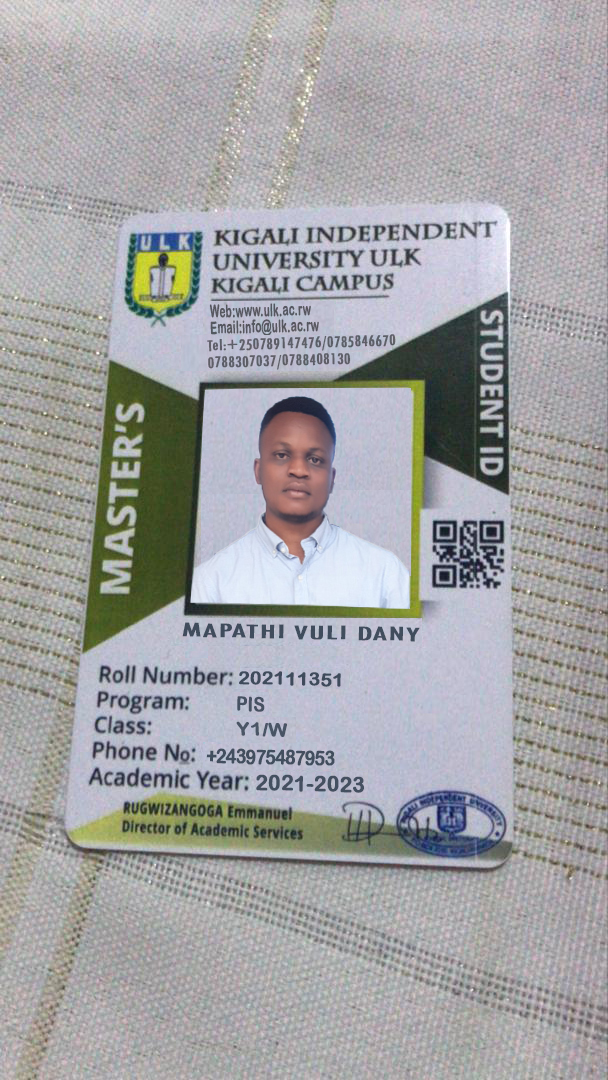 ULK
KIGALI INDEPENDENT
UNIVERSITY ULK
KIGALI CAMPUS
Web:www.ulk.ac.rw
Email:info@ulk.ac.rw
Tel:+250789147476/0785846670
0788307037/0788408130
STUDENT ID
MASTER'S
MAPATHI VULI DANY
Roll Number: 202111351
Program: PIS
Class: Y1/W
Phone No: +243975487953
Academic Year: 2021-2023
RUGWIZANGOGA Emmanuel
Director of Academic Services
KIGALI INDEPENDENT UNIVERSITY